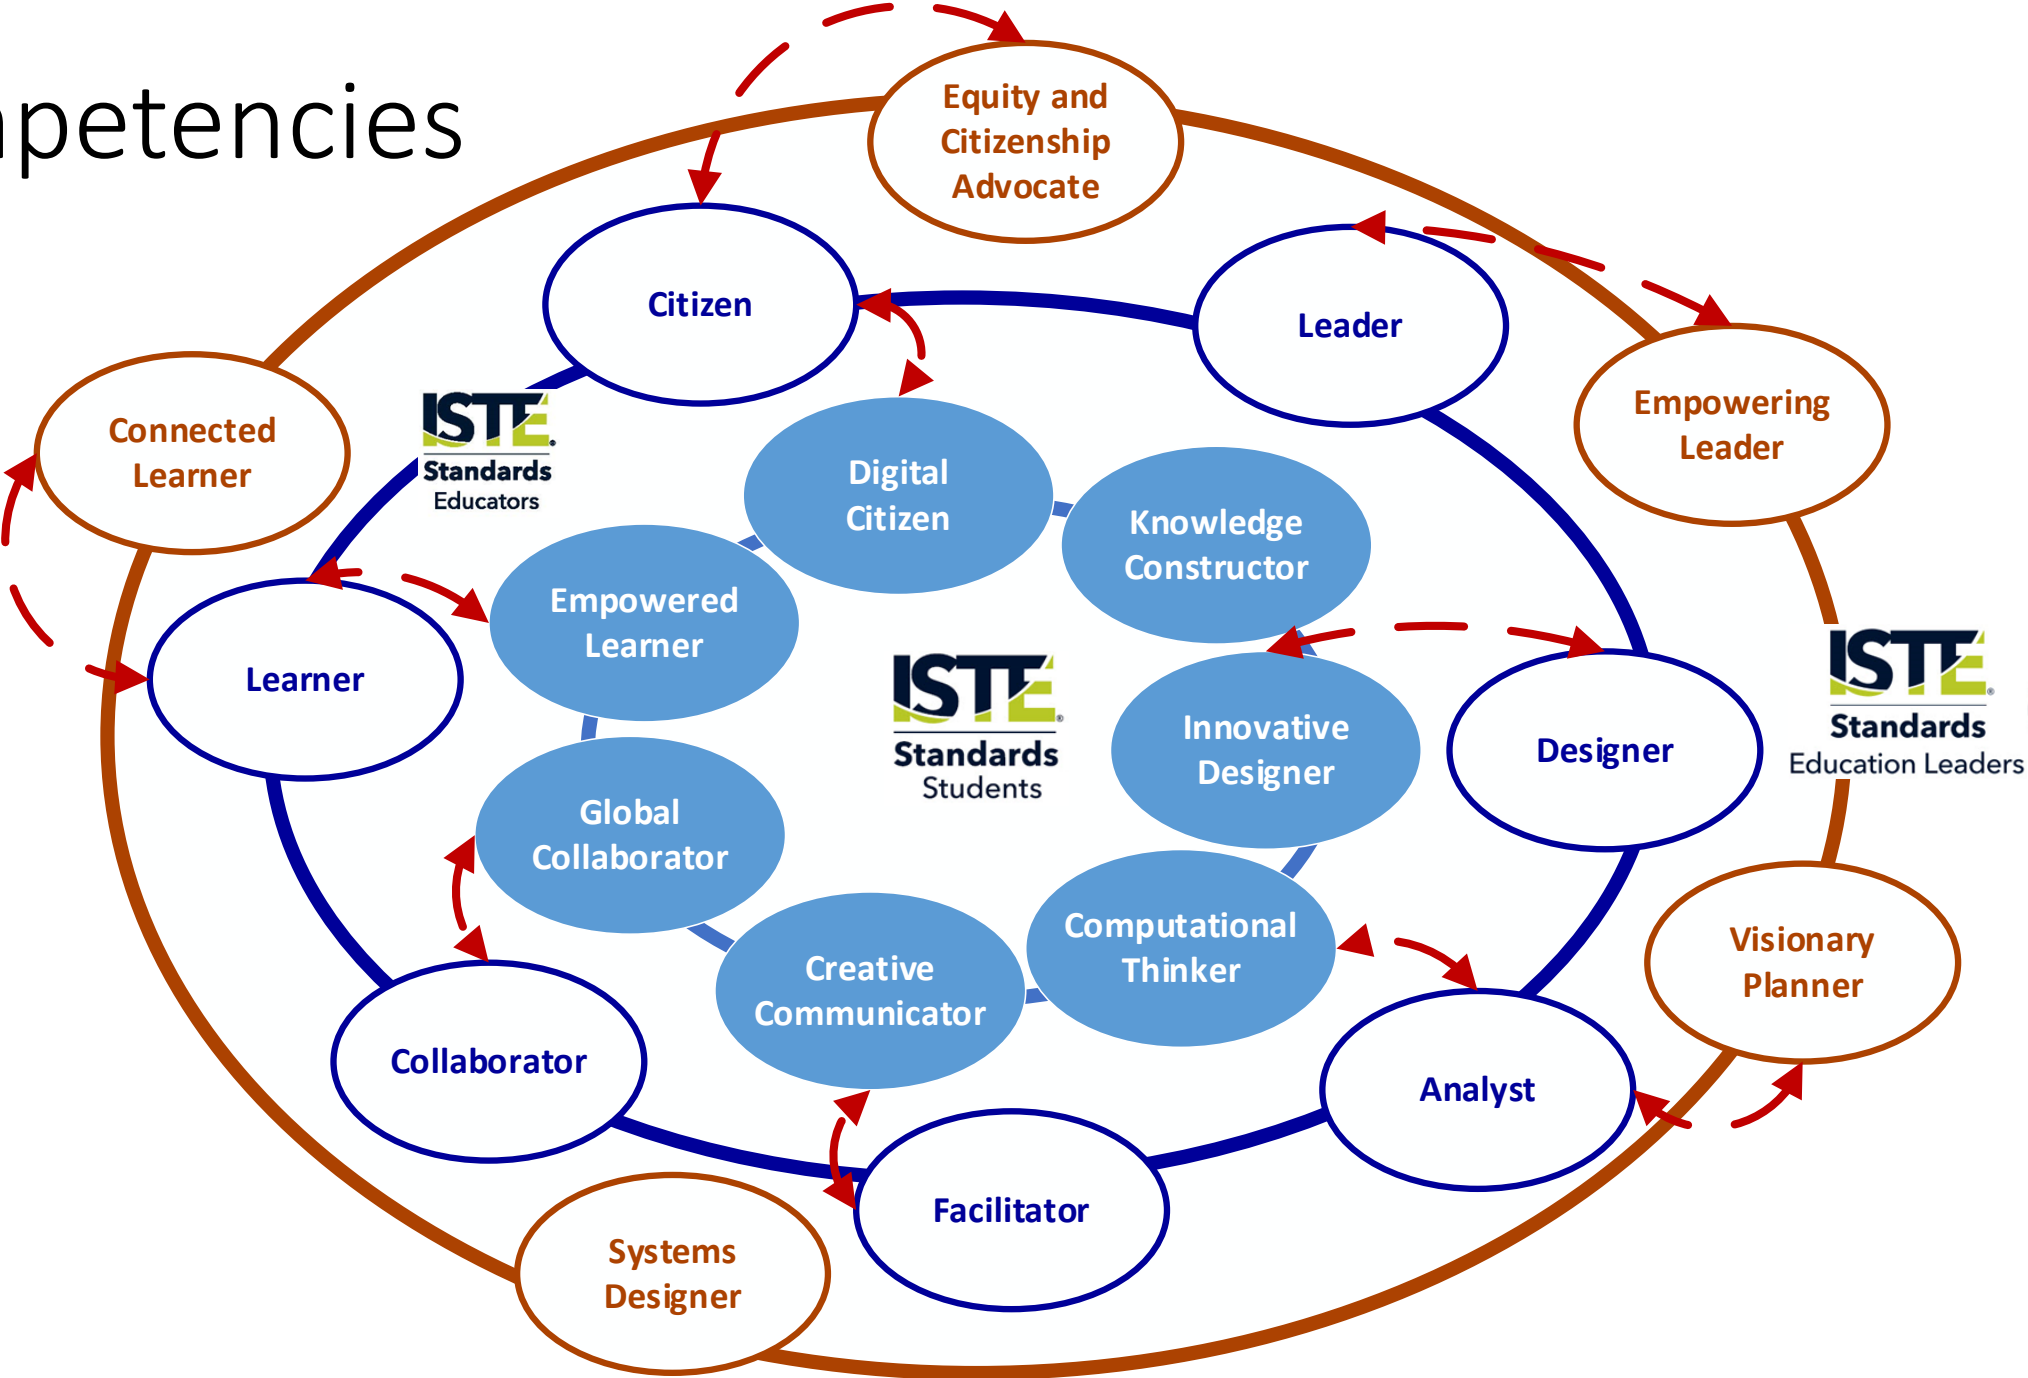 mpetencies
Equity and
Citizenship
Advocate
Citizen
Leader
Connected
Learner
ISTE®
Standards
Educators
Empowering
Leader
Digital
Citizen
Knowledge
Constructor
Empowered
Learner
Learner
ISTE®
Standards
Students
Innovative
Designer
Designer
ISTE®
Standards
Education Leaders
Global
Collaborator
Computational
Thinker
Visionary
Planner
Creative
Communicator
Collaborator
Analyst
Facilitator
Systems
Designer